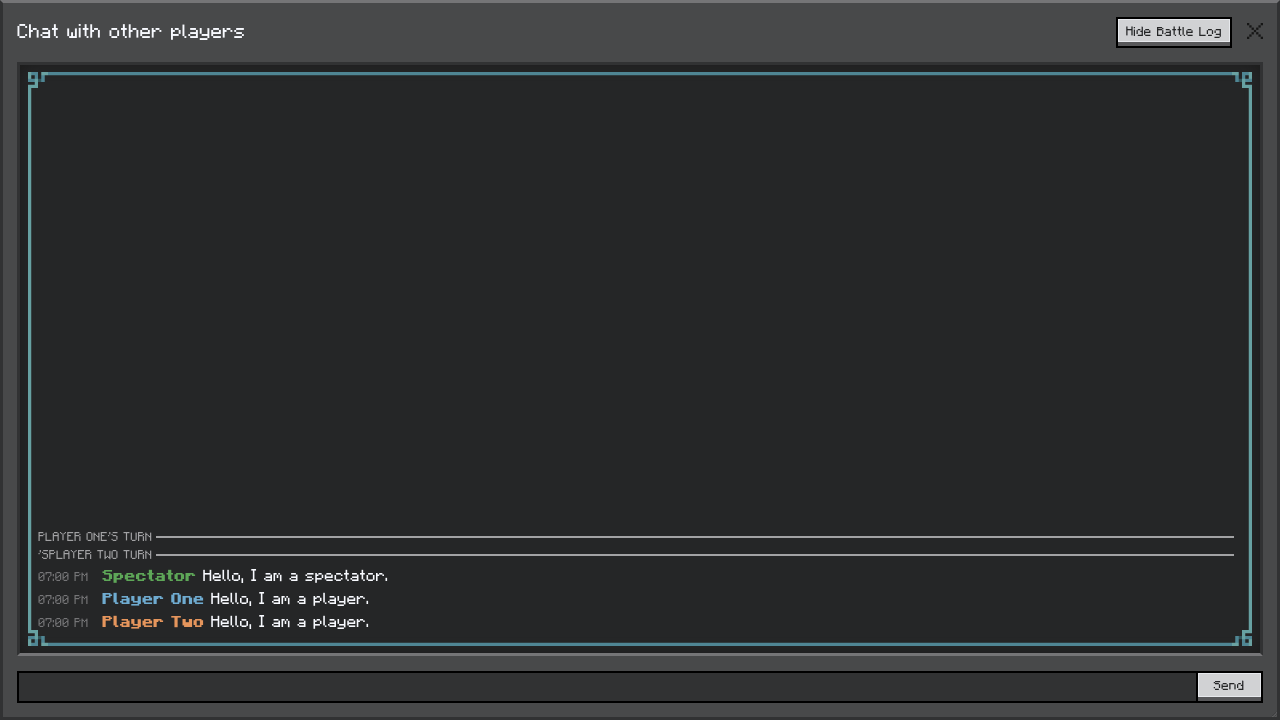 Chat with other players
Hide Battle Log
PLAYER ONE'S TURN
'SPLAYER TWO TURN
07:00 PM Spectator Hello, I am a spectator.
07:00 PM Player One Hello, I am a player.
07:00 PM Player Two Hello, I am a player.
Send